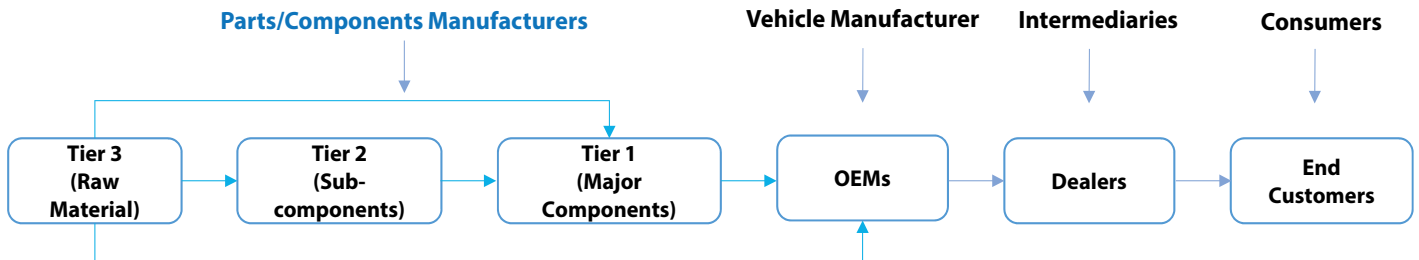 Parts/Components Manufacturers
Vehicle Manufacturer
Intermediaries
Consumers
Tier 3
(Raw
Material)
Tier 2
(Sub-
components)
Tier 1
(Major
Components)
OEMs
Dealers
End
Customers